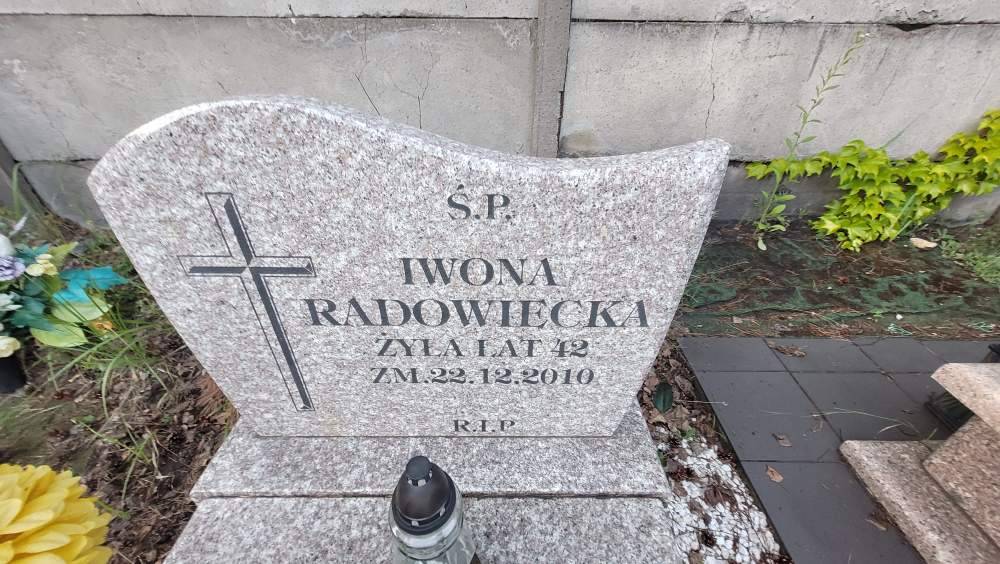 Ś.P.
IWONA
RADOWIECKA
ŻYŁA LAT 42
ZM.22.12.2010
R.I.P